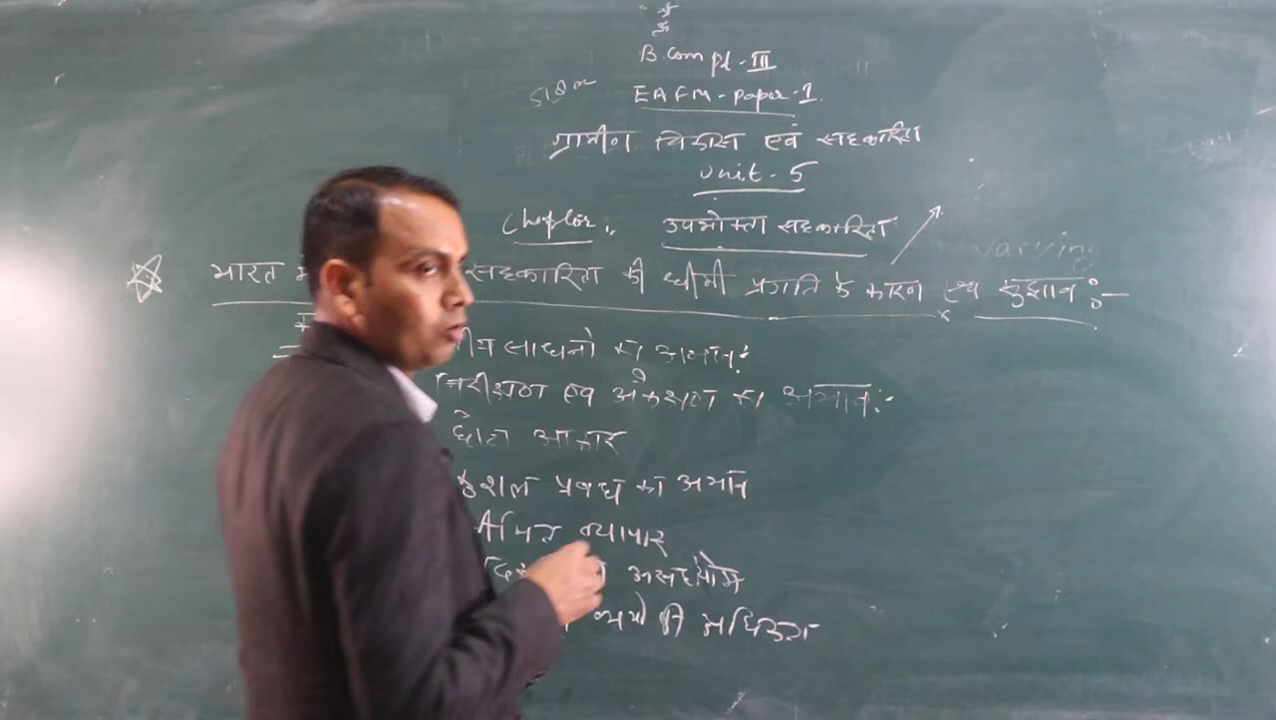 B.Com pt-III
EAFM-paper-I.
ग्रामीण विकास एवं सहकारिता
Unit-5
Chapter:. उपभोक्ता सहकारिता
भारत सहकारिता की धीमी प्रगति के कारण एवं सुझाव :-
साधनो का अभाव:
निरीक्षण एवं अंकेक्षण का अभाव:-
छोटा आकार
कुशल प्रबंध का अभाव
व्यापार
असहयोग
व्ययो की अधिकता